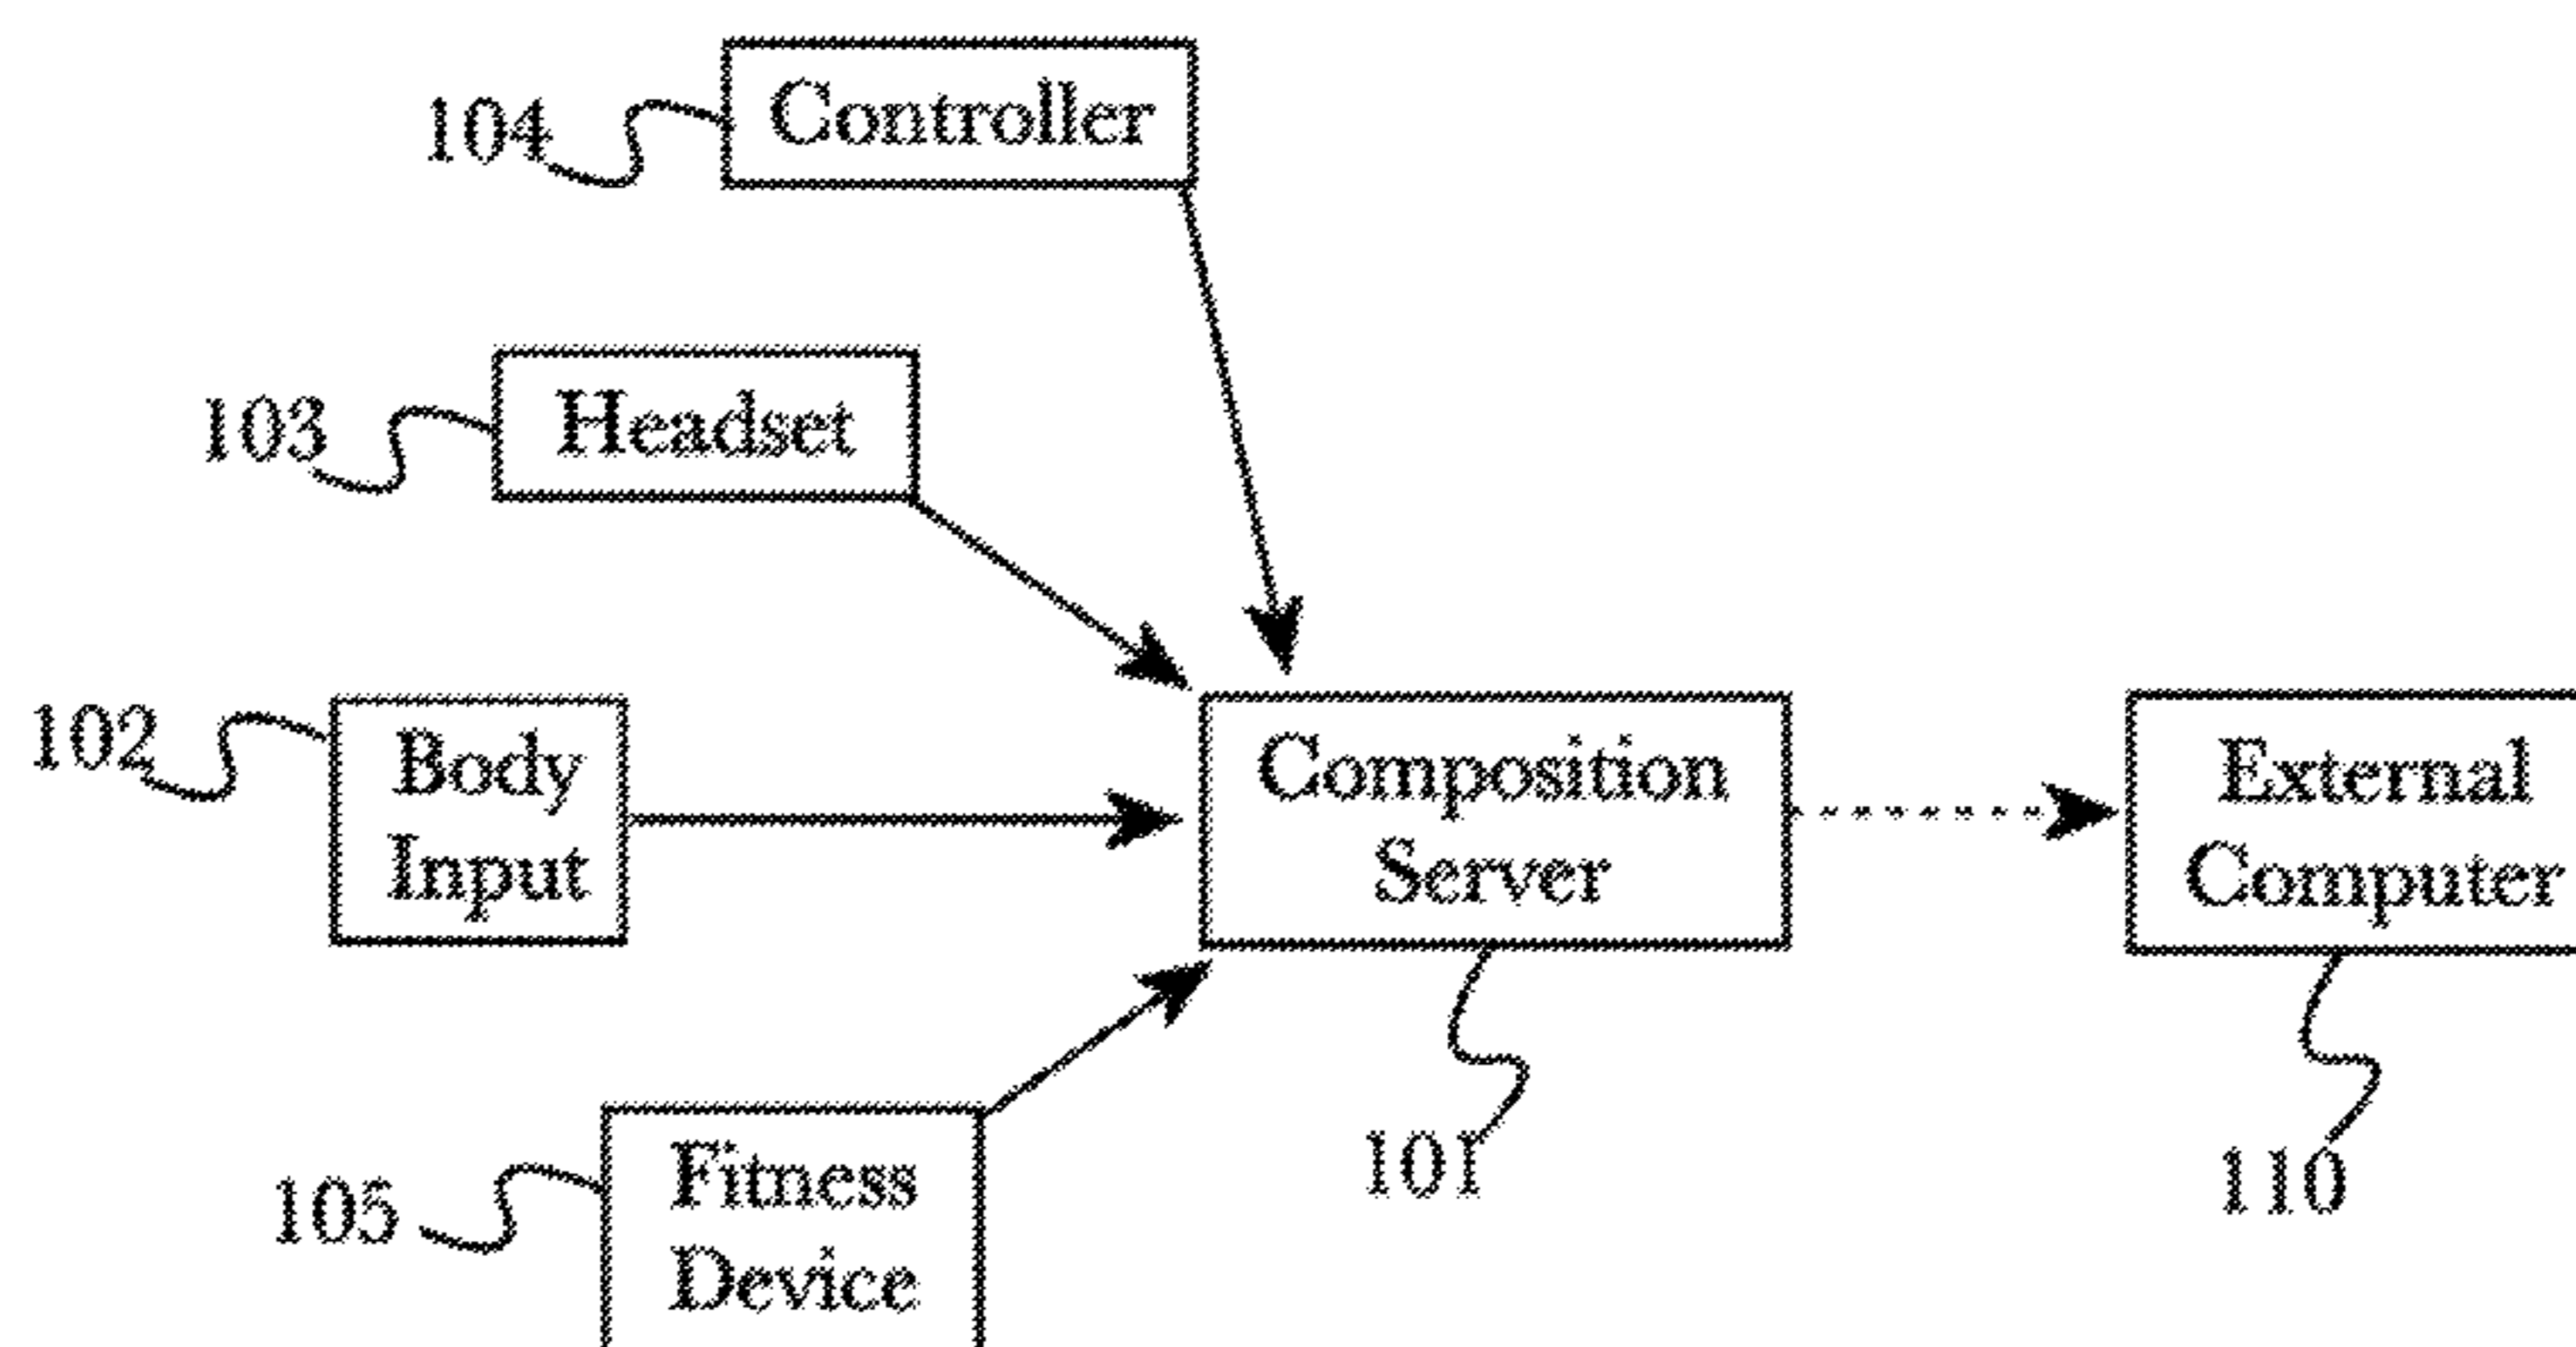 104
Controller
103
Headset
102
Body
Input
Composition
Server
External
Computer
105
Fitness
Device
101
110